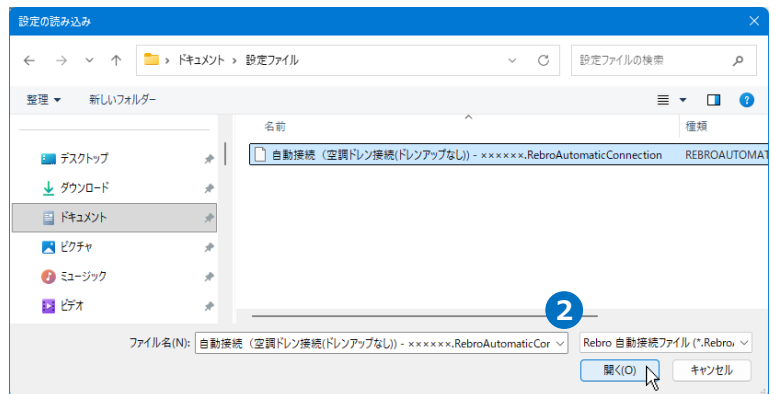 設定の読み込み
ドキュメント 設定ファイル 設定ファイルの検索
整理 新しいフォルダー
名前 種類
自動接続（空調ドレン接続(ドレンアップなし)) - ××××××.RebroAutomaticConnection REBROAUTOMAT
デスクトップ
ダウンロード
ドキュメント
ピクチャ
ミュージック
ビデオ
2
ファイル名(N): 自動接続（空調ドレン接続(ドレンアップなし)) - ××××××.RebroAutomaticCor Rebro 自動接続ファイル (*.Rebro
開く(O) キャンセル